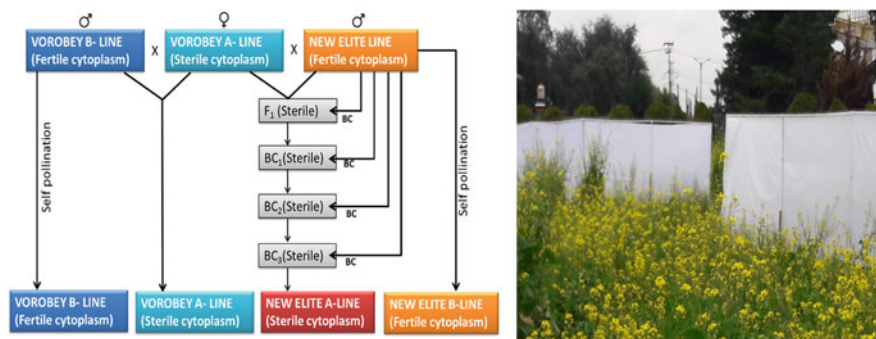 ♂ ♀ ♂
VOROBEY B- LINE
(Fertile cytoplasm)
X
VOROBEY A- LINE
(Sterile cytoplasm)
X
NEW ELITE LINE
(Fertile cytoplasm)
F1 (Sterile)
BC
BC1(Sterile)
BC
BC2(Sterile)
BC
BC3(Sterile)
BC
Self pollination
Self pollination
VOROBEY B- LINE
(Fertile cytoplasm)
VOROBEY A- LINE
(Sterile cytoplasm)
NEW ELITE A-LINE
(Sterile cytoplasm)
NEW ELITE B-LINE
(Fertile cytoplasm)